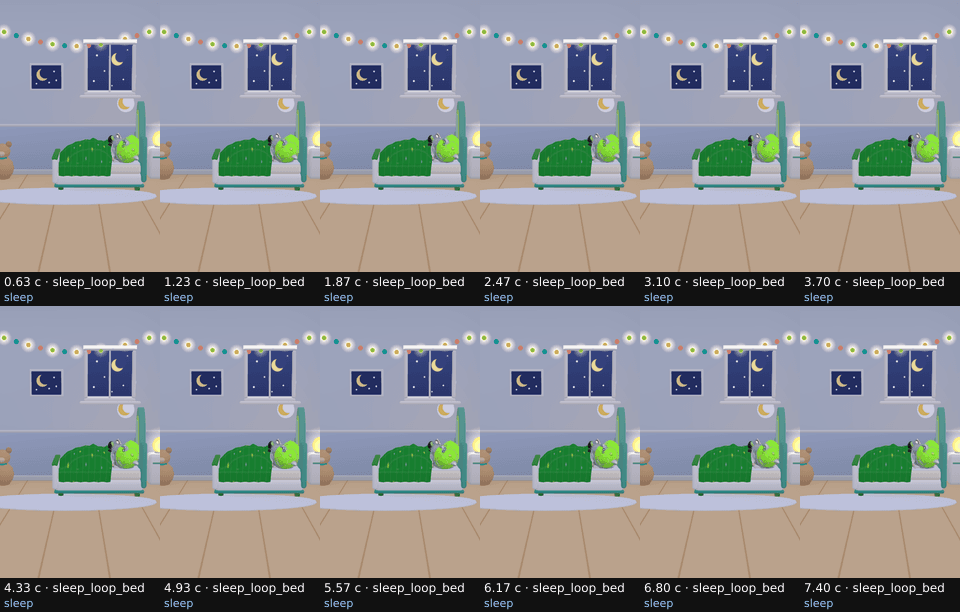 0.63 c · sleep_loop_bed
sleep
1.23 c · sleep_loop_bed
sleep
1.87 c · sleep_loop_bed
sleep
2.47 c · sleep_loop_bed
sleep
3.10 c · sleep_loop_bed
sleep
3.70 c · sleep_loop_bed
sleep
4.33 c · sleep_loop_bed
sleep
4.93 c · sleep_loop_bed
sleep
5.57 c · sleep_loop_bed
sleep
6.17 c · sleep_loop_bed
sleep
6.80 c · sleep_loop_bed
sleep
7.40 c · sleep_loop_bed
sleep